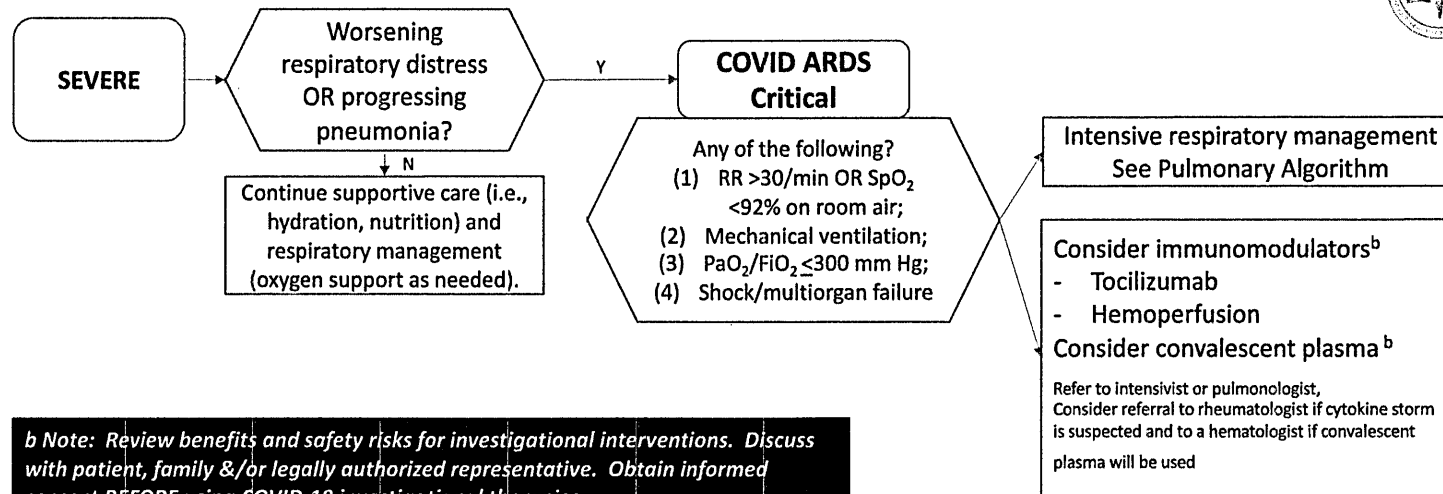 SEVERE
Worsening
respiratory distress
OR progressing
pneumonia?
Y
N
Continue supportive care (i.e.,
hydration, nutrition) and
respiratory management
(oxygen support as needed).
COVID ARDS
Critical
Any of the following?
(1) RR >30/min OR SpO₂
<92% on room air;
(2) Mechanical ventilation;
(3) PaO₂/FiO₂ ≤300 mm Hg;
(4) Shock/multiorgan failure
Intensive respiratory management
See Pulmonary Algorithm
Consider immunomodulatorsᵇ
- Tocilizumab
- Hemoperfusion
Consider convalescent plasma ᵇ
Refer to intensivist or pulmonologist,
Consider referral to rheumatologist if cytokine storm
is suspected and to a hematologist if convalescent
plasma will be used
b Note: Review benefits and safety risks for investigational interventions. Discuss
with patient, family &/or legally authorized representative. Obtain informed